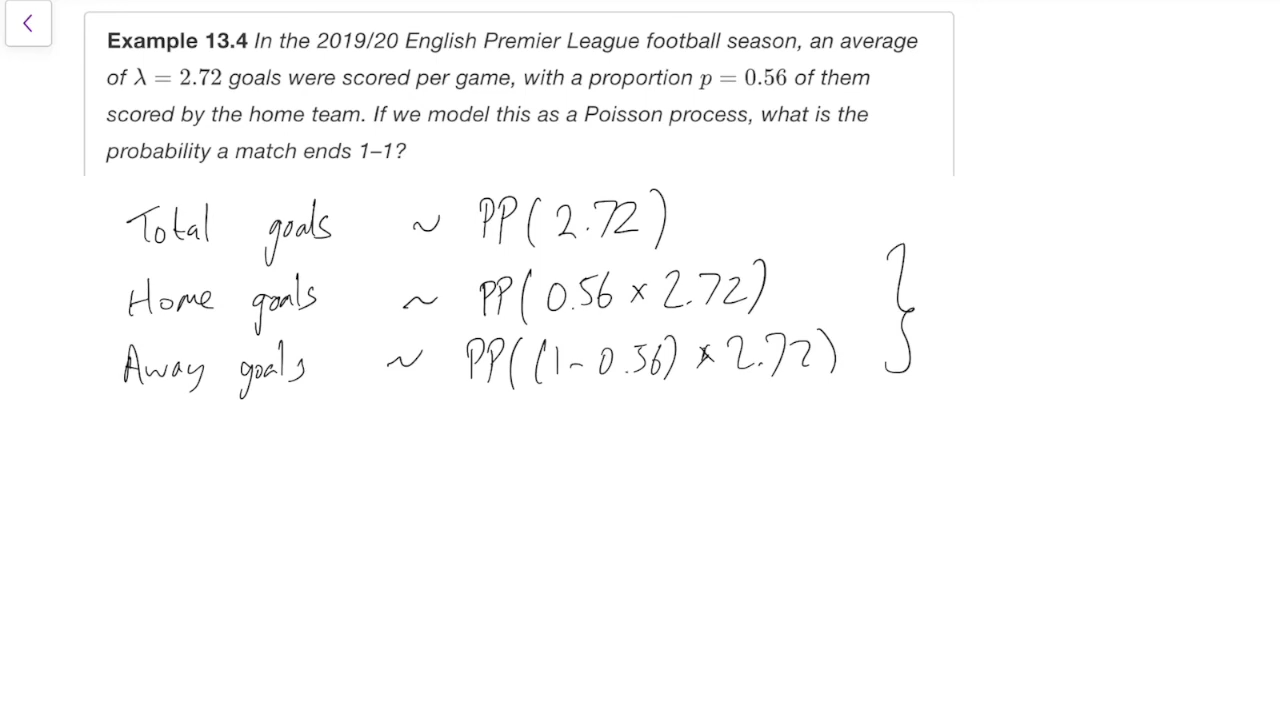 Example 13.4 In the 2019/20 English Premier League football season, an average
of λ = 2.72 goals were scored per game, with a proportion p = 0.56 of them
scored by the home team. If we model this as a Poisson process, what is the
probability a match ends 1–1?
Total goals ~ PP(2.72)
Home goals ~ PP(0.56 × 2.72)
Away goals ~ PP((1-0.56) × 2.72)
}